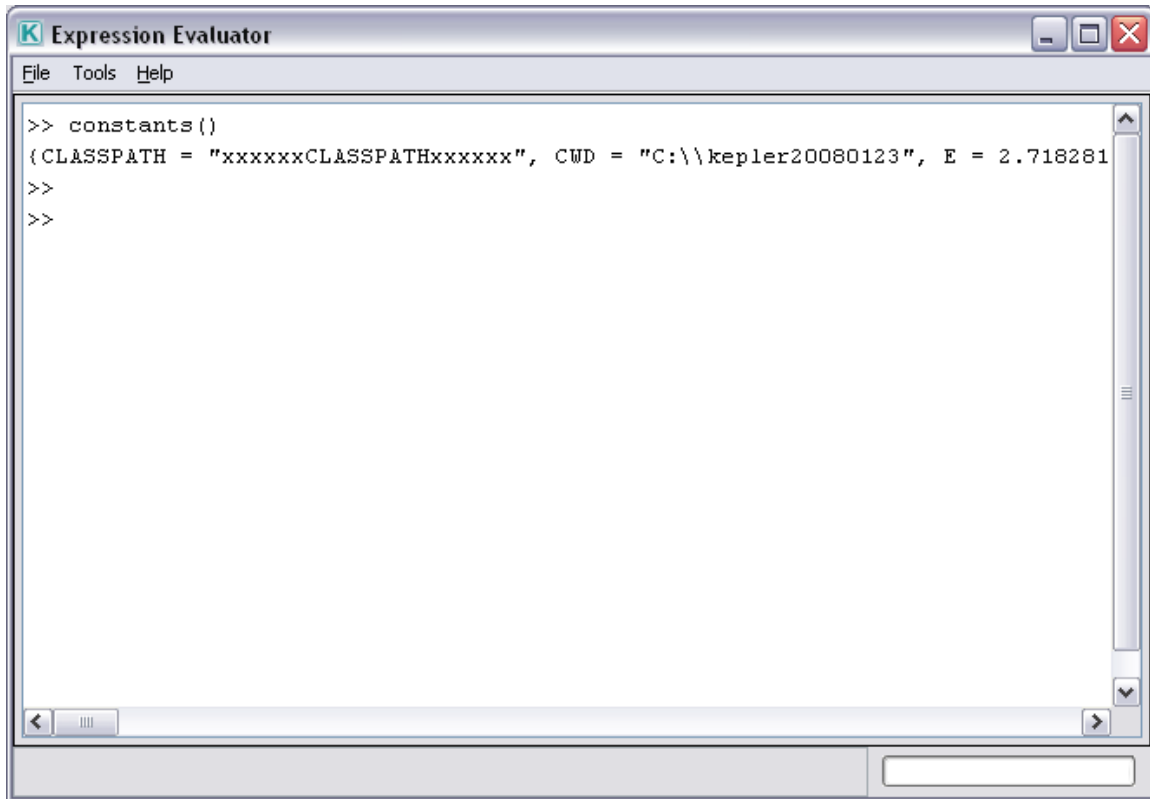 K Expression Evaluator
File Tools Help
>> constants()
{CLASSPATH = "xxxxxxCLASSPATHxxxxxx", CWD = "C:\\kepler20080123", E = 2.718281
>>
>>